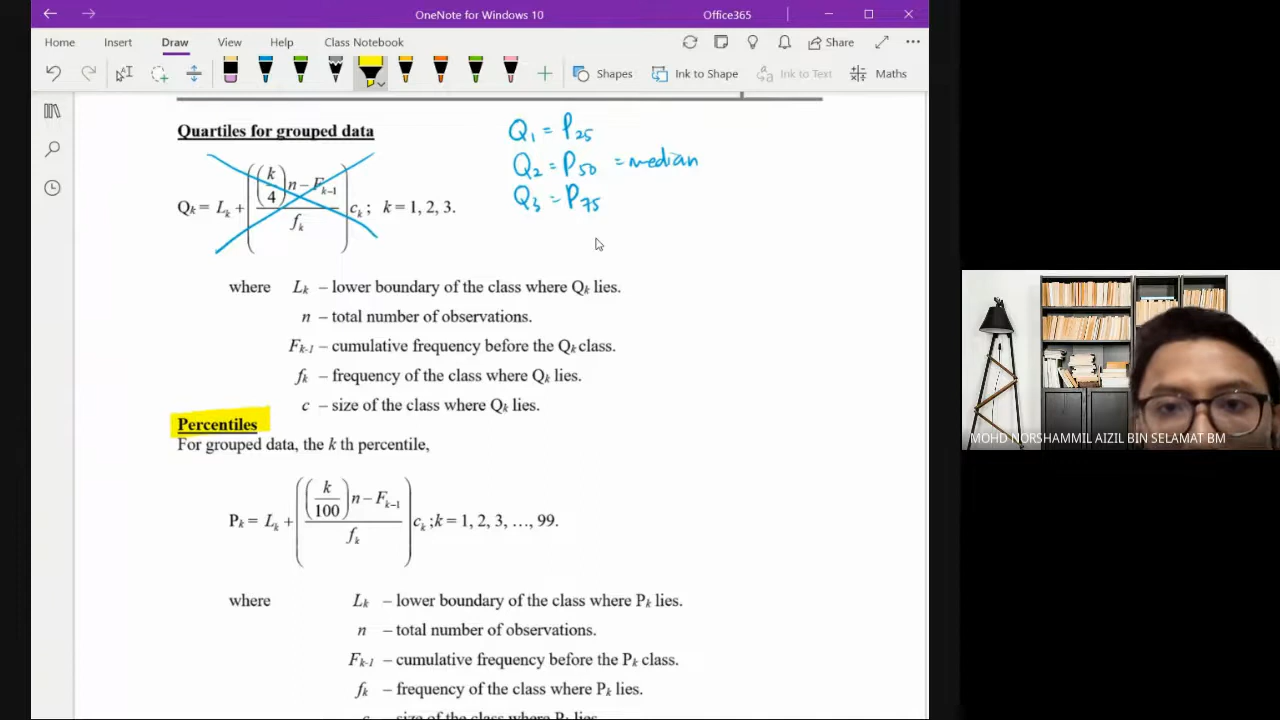 OneNote for Windows 10
Office365
Home Insert Draw View Help Class Notebook
Share
Shapes Ink to Shape Ink to Text Maths
Quartiles for grouped data
Q₁ = P₂₅
Q₂ = P₅₀ = median
Q₃ = P₇₅
Qk = Lk + (((k/4)n − Fk−1)/fk) ck ; k = 1, 2, 3.
where Lk – lower boundary of the class where Qk lies.
n – total number of observations.
Fk-1 – cumulative frequency before the Qk class.
fk – frequency of the class where Qk lies.
c – size of the class where Qk lies.
Percentiles
For grouped data, the k th percentile,
Pk = Lk + (((k/100)n − Fk−1)/fk) ck ; k = 1, 2, 3, …, 99.
where Lk – lower boundary of the class where Pk lies.
n – total number of observations.
Fk-1 – cumulative frequency before the Pk class.
fk – frequency of the class where Pk lies.
c – size of the class where Pk lies
MOHD NORSHAMMIL AIZIL BIN SELAMAT BM